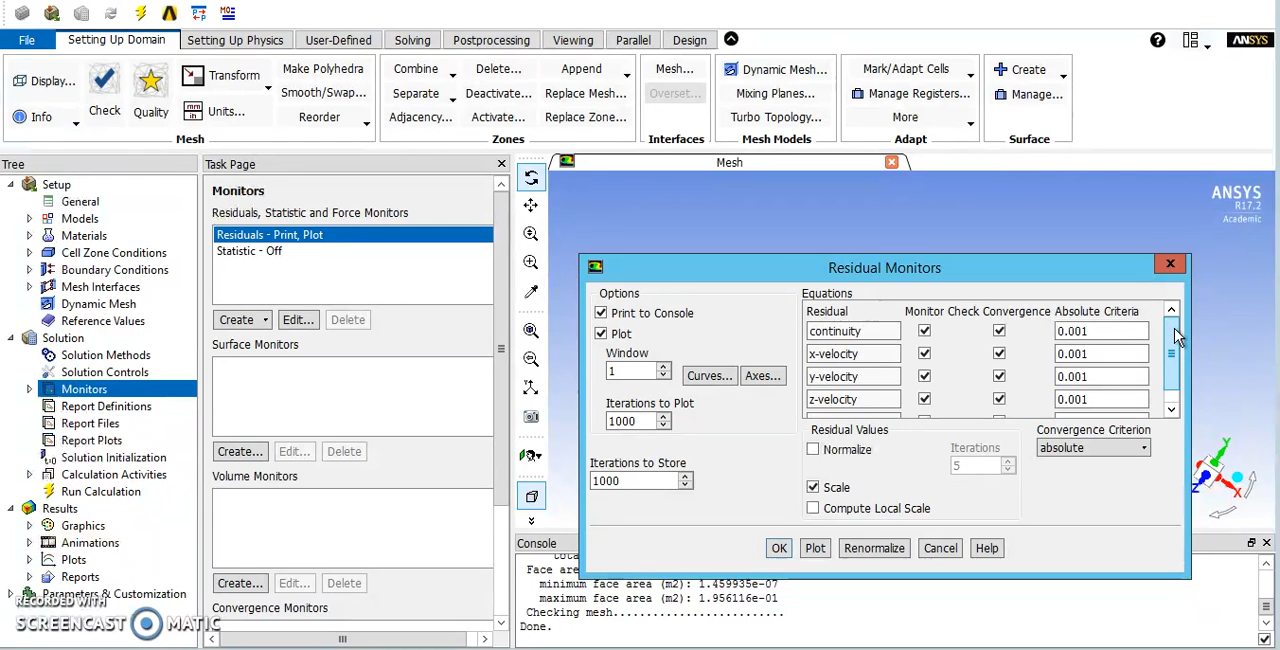 File
Setting Up Domain
Setting Up Physics
User-Defined
Solving
Postprocessing
Viewing
Parallel
Design
ANSYS
Display...
Info
Check
Quality
Transform
Units...
Make Polyhedra
Smooth/Swap...
Reorder
Mesh
Combine
Separate
Adjacency...
Delete...
Deactivate...
Activate...
Append
Replace Mesh...
Replace Zone...
Zones
Mesh...
Overset...
Interfaces
Dynamic Mesh...
Mixing Planes...
Turbo Topology...
Mesh Models
Mark/Adapt Cells
Manage Registers...
More
Adapt
Create
Manage...
Surface
Tree
Setup
General
Models
Materials
Cell Zone Conditions
Boundary Conditions
Mesh Interfaces
Dynamic Mesh
Reference Values
Solution
Solution Methods
Solution Controls
Monitors
Report Definitions
Report Files
Report Plots
Solution Initialization
Calculation Activities
Run Calculation
Results
Graphics
Animations
Plots
Reports
Parameters & Customization
RECORDED WITH
SCREENCAST MATIC
Task Page
Monitors
Residuals, Statistic and Force Monitors
Residuals - Print, Plot
Statistic - Off
Create Edit... Delete
Surface Monitors
Create... Edit... Delete
Volume Monitors
Create... Edit... Delete
Convergence Monitors
Mesh
ANSYS
R17.2
Academic
Residual Monitors
Options
Print to Console
Plot
Window
1
Curves... Axes...
Iterations to Plot
1000
Iterations to Store
1000
Equations
Residual Monitor Check Convergence Absolute Criteria
continuity 0.001
x-velocity 0.001
y-velocity 0.001
z-velocity 0.001
Residual Values
Normalize
Iterations
5
Scale
Compute Local Scale
Convergence Criterion
absolute
OK Plot Renormalize Cancel Help
Y
Z
X
Console
Face area
minimum face area (m2): 1.459935e-07
maximum face area (m2): 1.956116e-01
Checking mesh.........................
Done.